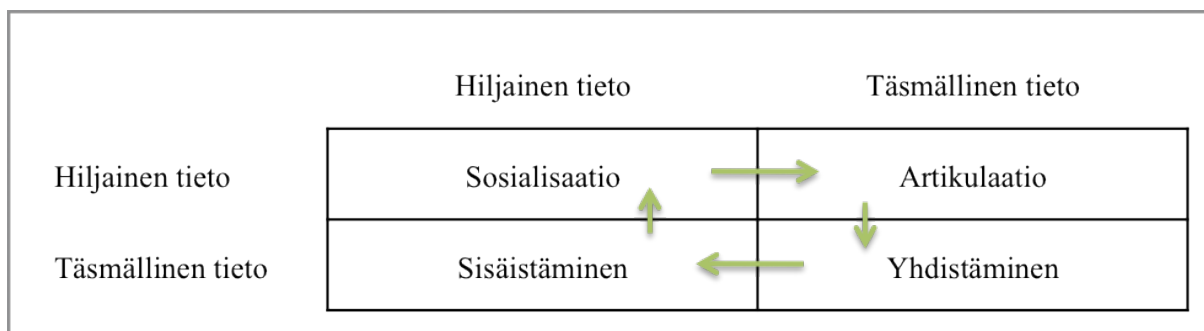 Hiljainen tieto Täsmällinen tieto
Hiljainen tieto Sosialisaatio Artikulaatio
Täsmällinen tieto Sisäistäminen Yhdistäminen